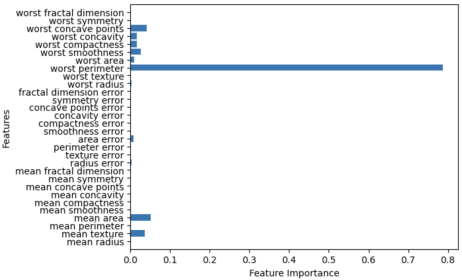 worst fractal dimension
worst symmetry
worst concave points
worst concavity
worst compactness
worst smoothness
worst area
worst perimeter
worst texture
worst radius
fractal dimension error
symmetry error
concave points error
concavity error
compactness error
smoothness error
area error
perimeter error
texture error
radius error
mean fractal dimension
mean symmetry
mean concave points
mean concavity
mean compactness
mean smoothness
mean area
mean perimeter
mean texture
mean radius
Features
0.0 0.1 0.2 0.3 0.4 0.5 0.6 0.7 0.8
Feature Importance